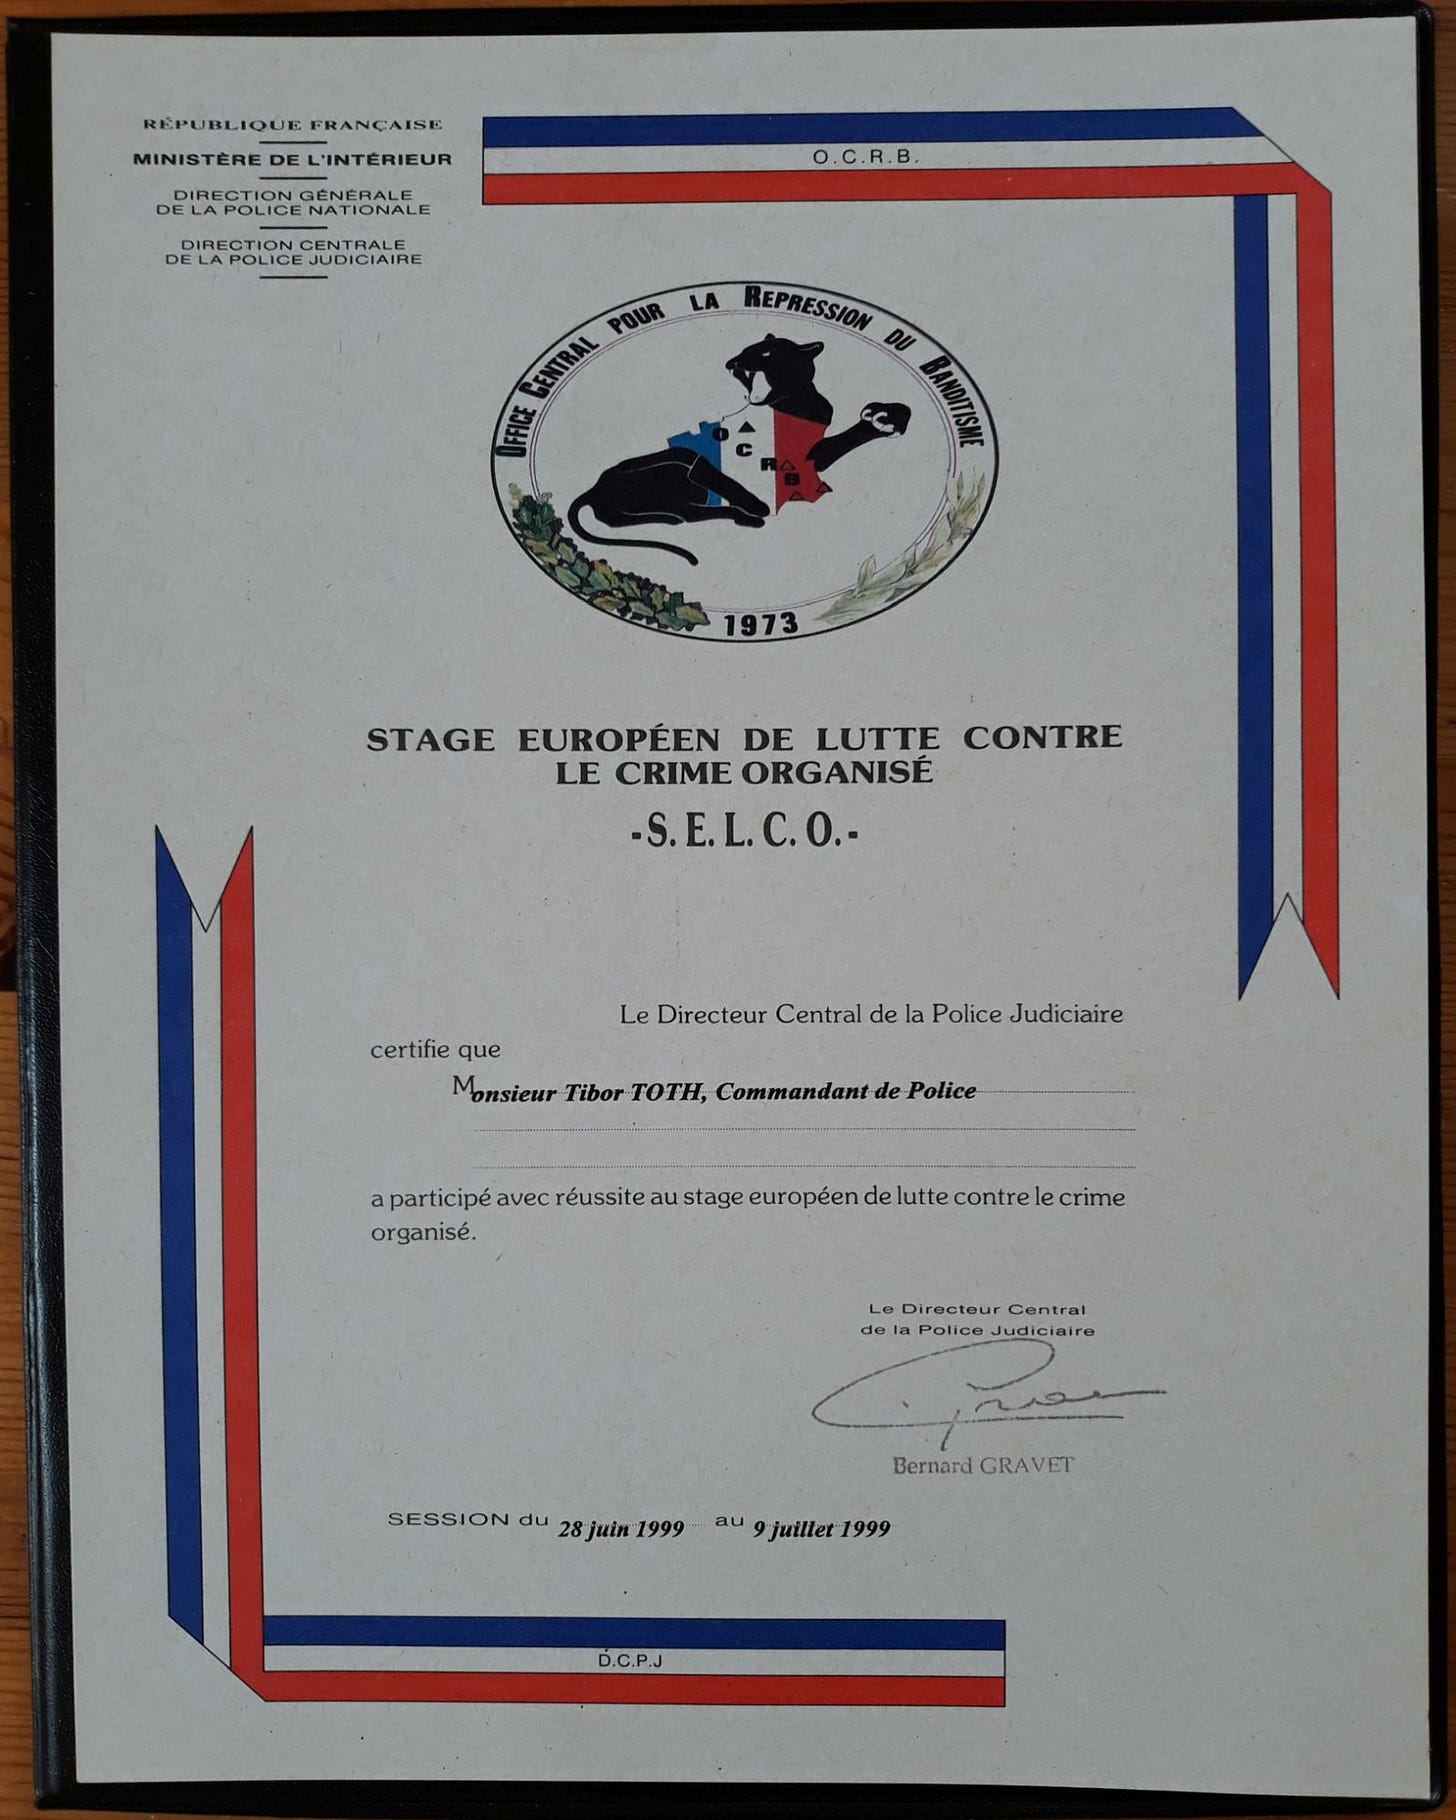 RÉPUBLIQUE FRANÇAISE
MINISTÈRE DE L'INTÉRIEUR
DIRECTION GÉNÉRALE
DE LA POLICE NATIONALE
DIRECTION CENTRALE
DE LA POLICE JUDICIAIRE
O.C.R.B.
OFFICE CENTRAL POUR LA REPRESSION DU BANDITISME
O C R B
1973
STAGE EUROPÉEN DE LUTTE CONTRE
LE CRIME ORGANISÉ
-S.E.L.C.O.-
Le Directeur Central de la Police Judiciaire
certifie que
Monsieur Tibor TOTH, Commandant de Police
a participé avec réussite au stage européen de lutte contre le crime
organisé.
Le Directeur Central
de la Police Judiciaire
Bernard GRAVET
SESSION du 28 juin 1999 au 9 juillet 1999
D.C.P.J